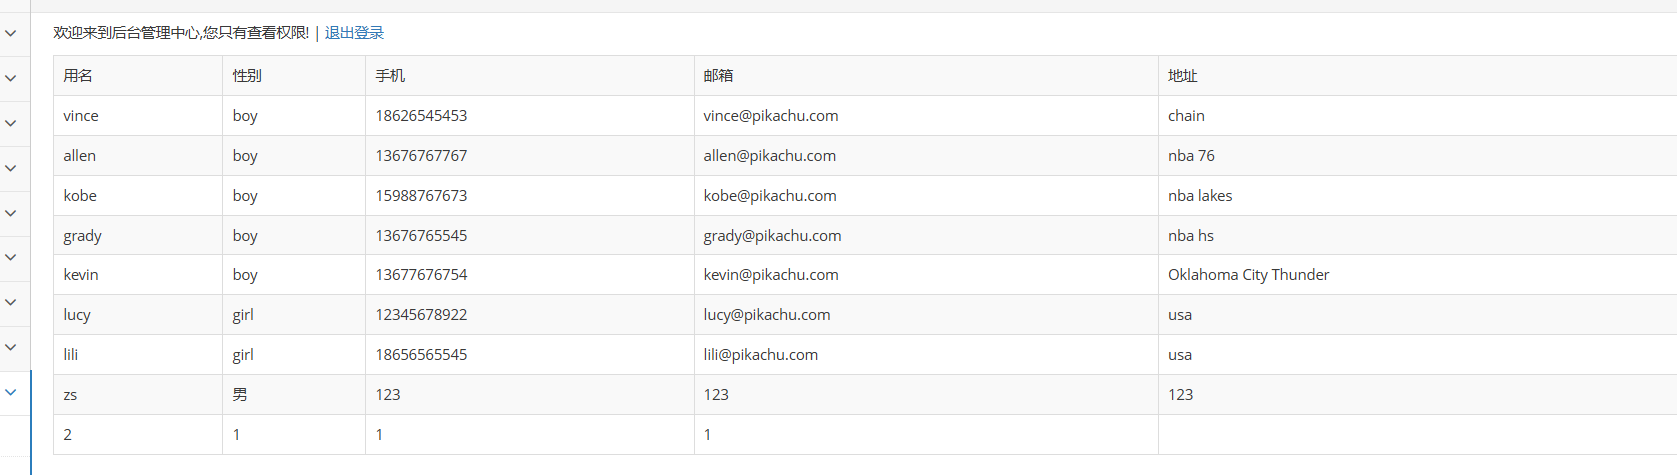 欢迎来到后台管理中心,您只有查看权限! | 退出登录
用名 性别 手机 邮箱 地址
vince boy 18626545453 vince@pikachu.com chain
allen boy 13676767767 allen@pikachu.com nba 76
kobe boy 15988767673 kobe@pikachu.com nba lakes
grady boy 13676765545 grady@pikachu.com nba hs
kevin boy 13677676754 kevin@pikachu.com Oklahoma City Thunder
lucy girl 12345678922 lucy@pikachu.com usa
lili girl 18656565545 lili@pikachu.com usa
zs 男 123 123 123
2 1 1 1